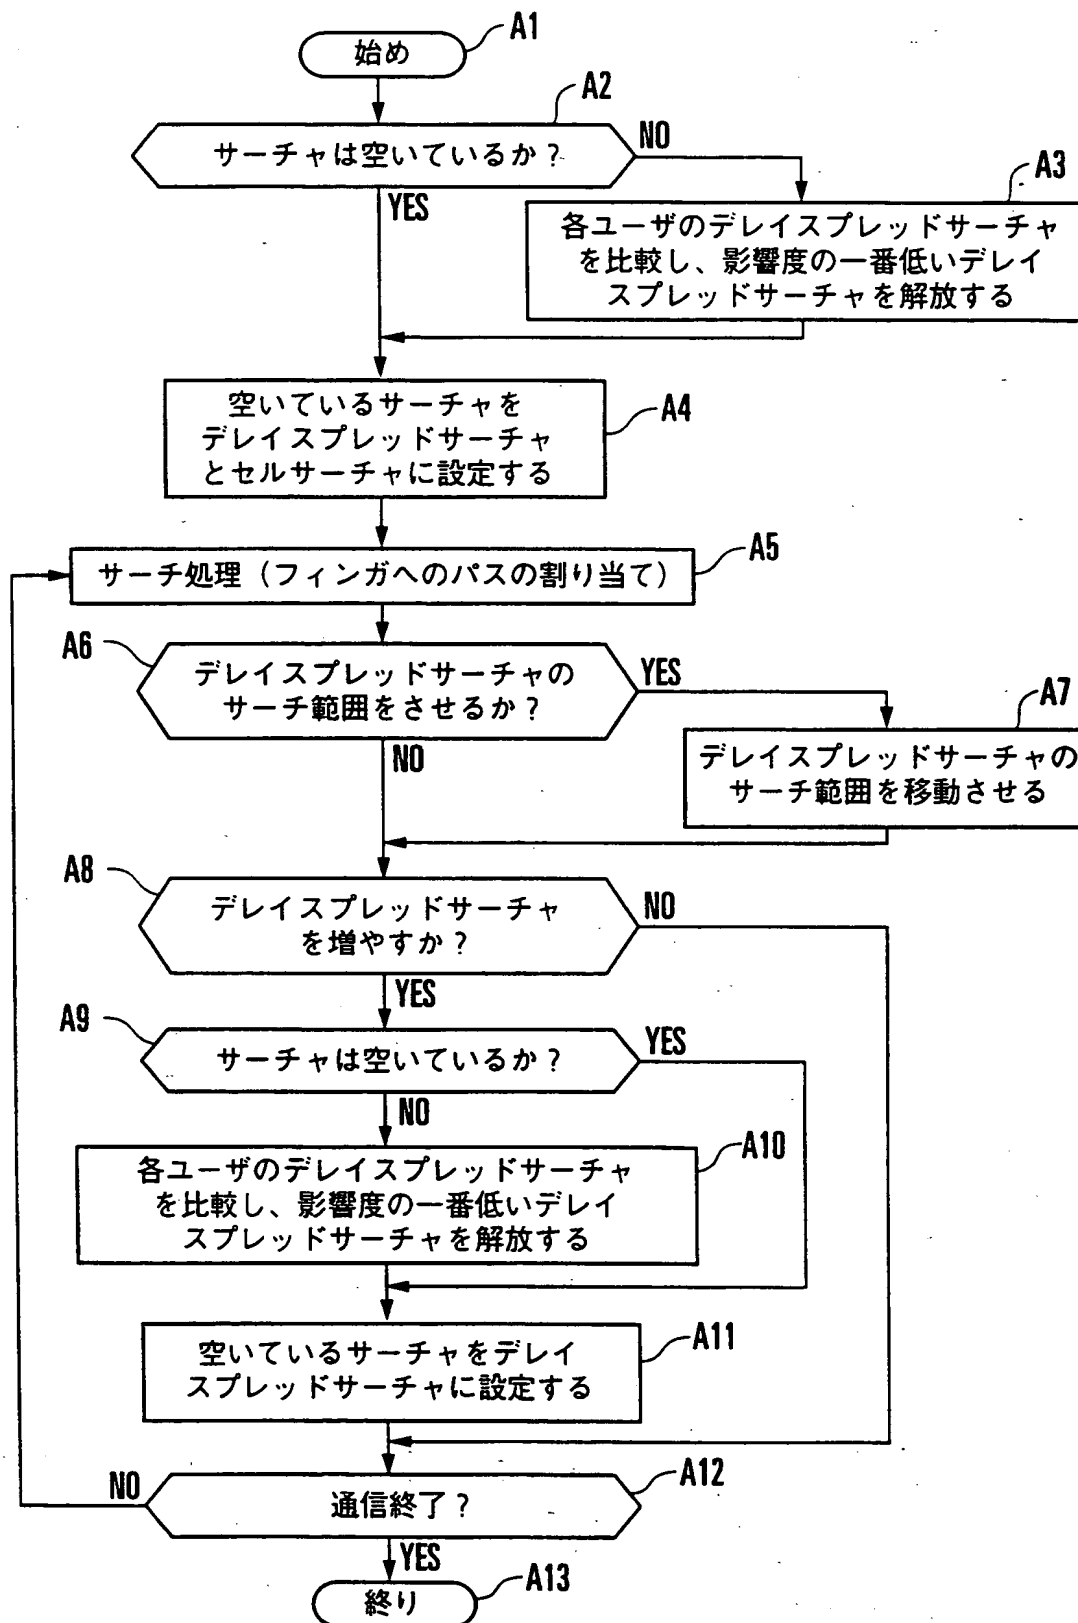 A1
始め
A2
サーチャは空いているか？
NO
YES
A3
各ユーザのデレイスプレッドサーチャ
を比較し、影響度の一番低いデレイ
スプレッドサーチャを解放する
A4
空いているサーチャを
デレイスプレッドサーチャ
とセルサーチャに設定する
A5
サーチ処理（フィンガへのパスの割り当て）
A6
デレイスプレッドサーチャの
サーチ範囲をさせるか？
YES
NO
A7
デレイスプレッドサーチャの
サーチ範囲を移動させる
A8
デレイスプレッドサーチャ
を増やすか？
NO
YES
A9
サーチャは空いているか？
YES
NO
A10
各ユーザのデレイスプレッドサーチャ
を比較し、影響度の一番低いデレイ
スプレッドサーチャを解放する
A11
空いているサーチャをデレイ
スプレッドサーチャに設定する
A12
通信終了？
NO
YES
A13
終り